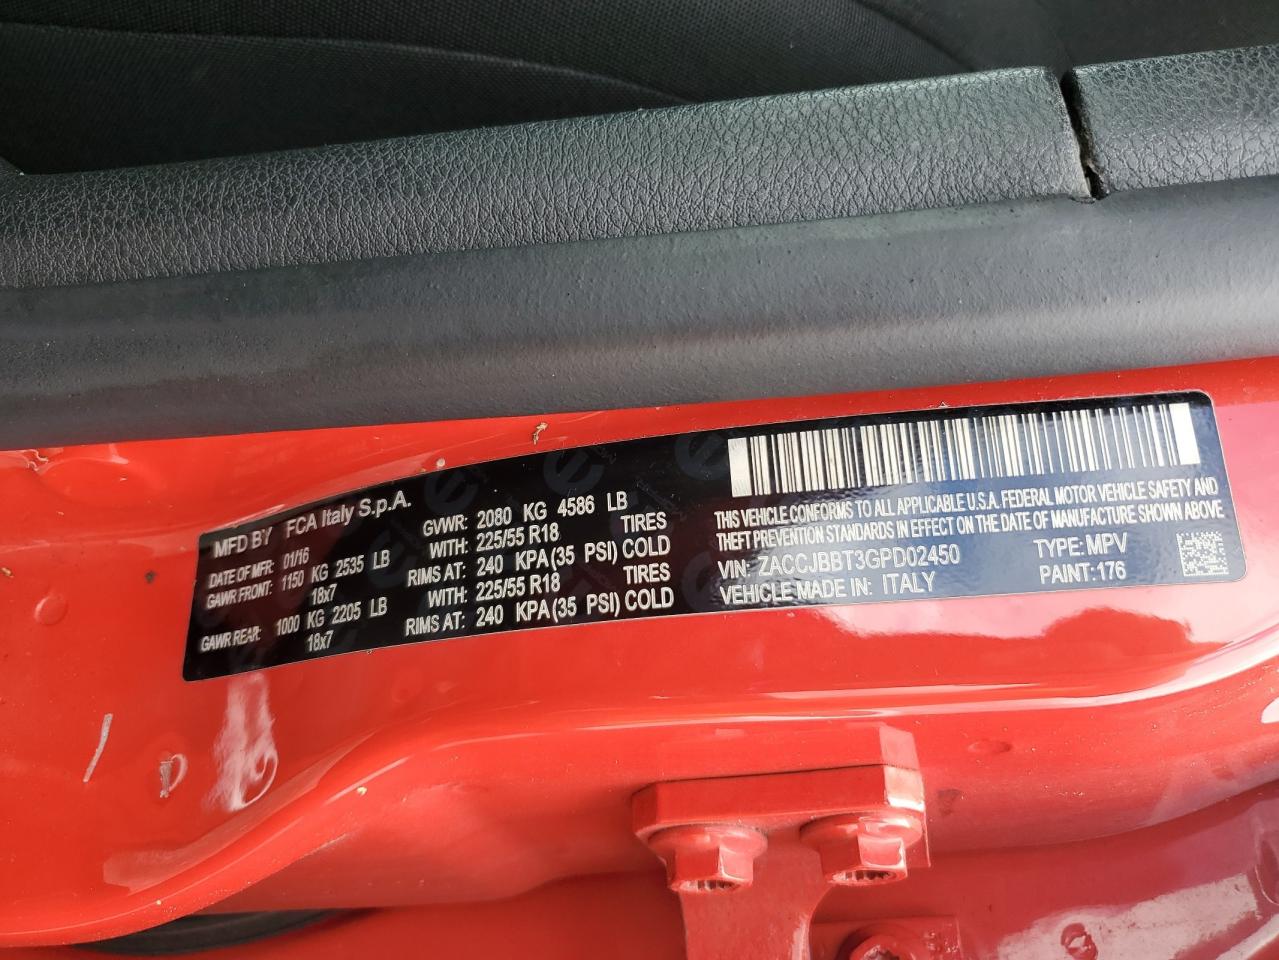 MFD BY FCA Italy S.p.A.
DATE OF MFR: 01/16 GVWR: 2080 KG 4586 LB
GAWR FRONT: 1150 KG 2535 LB WITH: 225/55 R18 TIRES
18x7 RIMS AT: 240 KPA(35 PSI) COLD
GAWR REAR: 1000 KG 2205 LB WITH: 225/55 R18 TIRES
18x7 RIMS AT: 240 KPA(35 PSI) COLD
THIS VEHICLE CONFORMS TO ALL APPLICABLE U.S.A. FEDERAL MOTOR VEHICLE SAFETY AND
THEFT PREVENTION STANDARDS IN EFFECT ON THE DATE OF MANUFACTURE SHOWN ABOVE
VIN: ZACCJBBT3GPD02450 TYPE: MPV
VEHICLE MADE IN: ITALY PAINT: 176